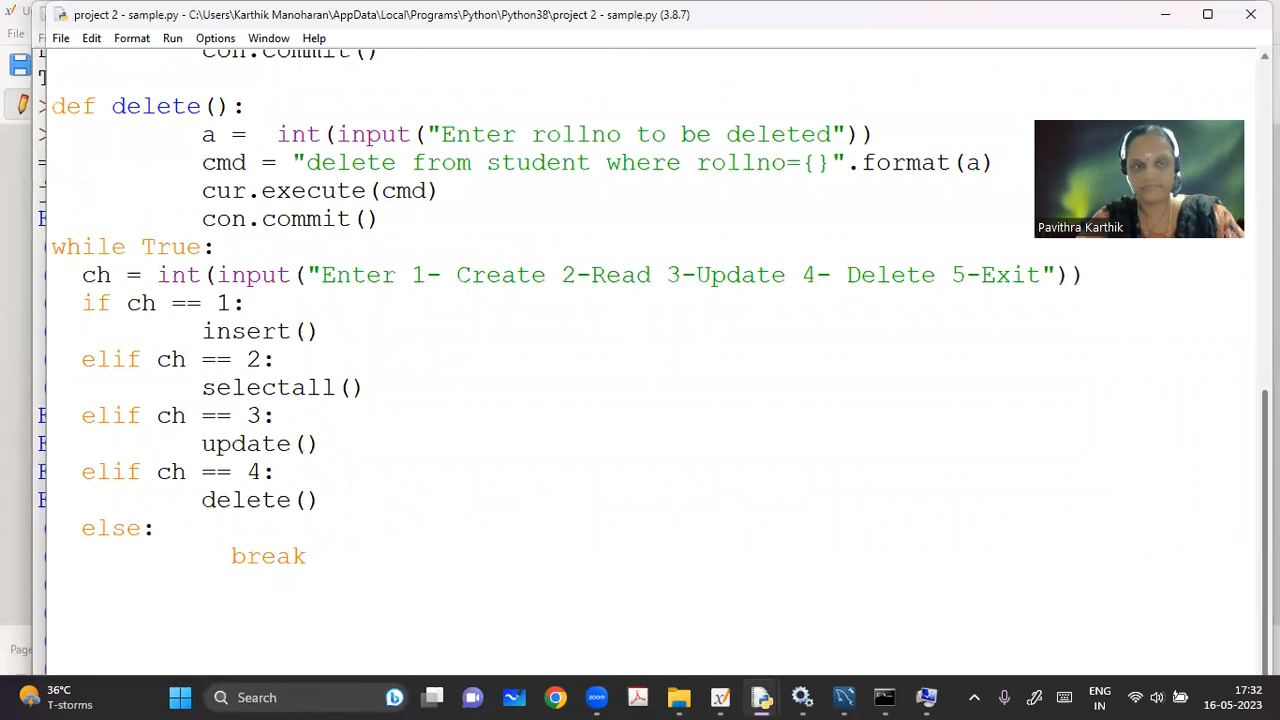 project 2 - sample.py - C:\Users\Karthik Manoharan\AppData\Local\Programs\Python\Python38\project 2 - sample.py (3.8.7)
File Edit Format Run Options Window Help
con.commit()
def delete():
a = int(input("Enter rollno to be deleted"))
cmd = "delete from student where rollno={}".format(a)
cur.execute(cmd)
con.commit()
Pavithra Karthik
while True:
ch = int(input("Enter 1- Create 2-Read 3-Update 4- Delete 5-Exit"))
if ch == 1:
insert()
elif ch == 2:
selectall()
elif ch == 3:
update()
elif ch == 4:
delete()
else:
break
36°C
T-storms
Search
ENG
IN
17:32
16-05-2023